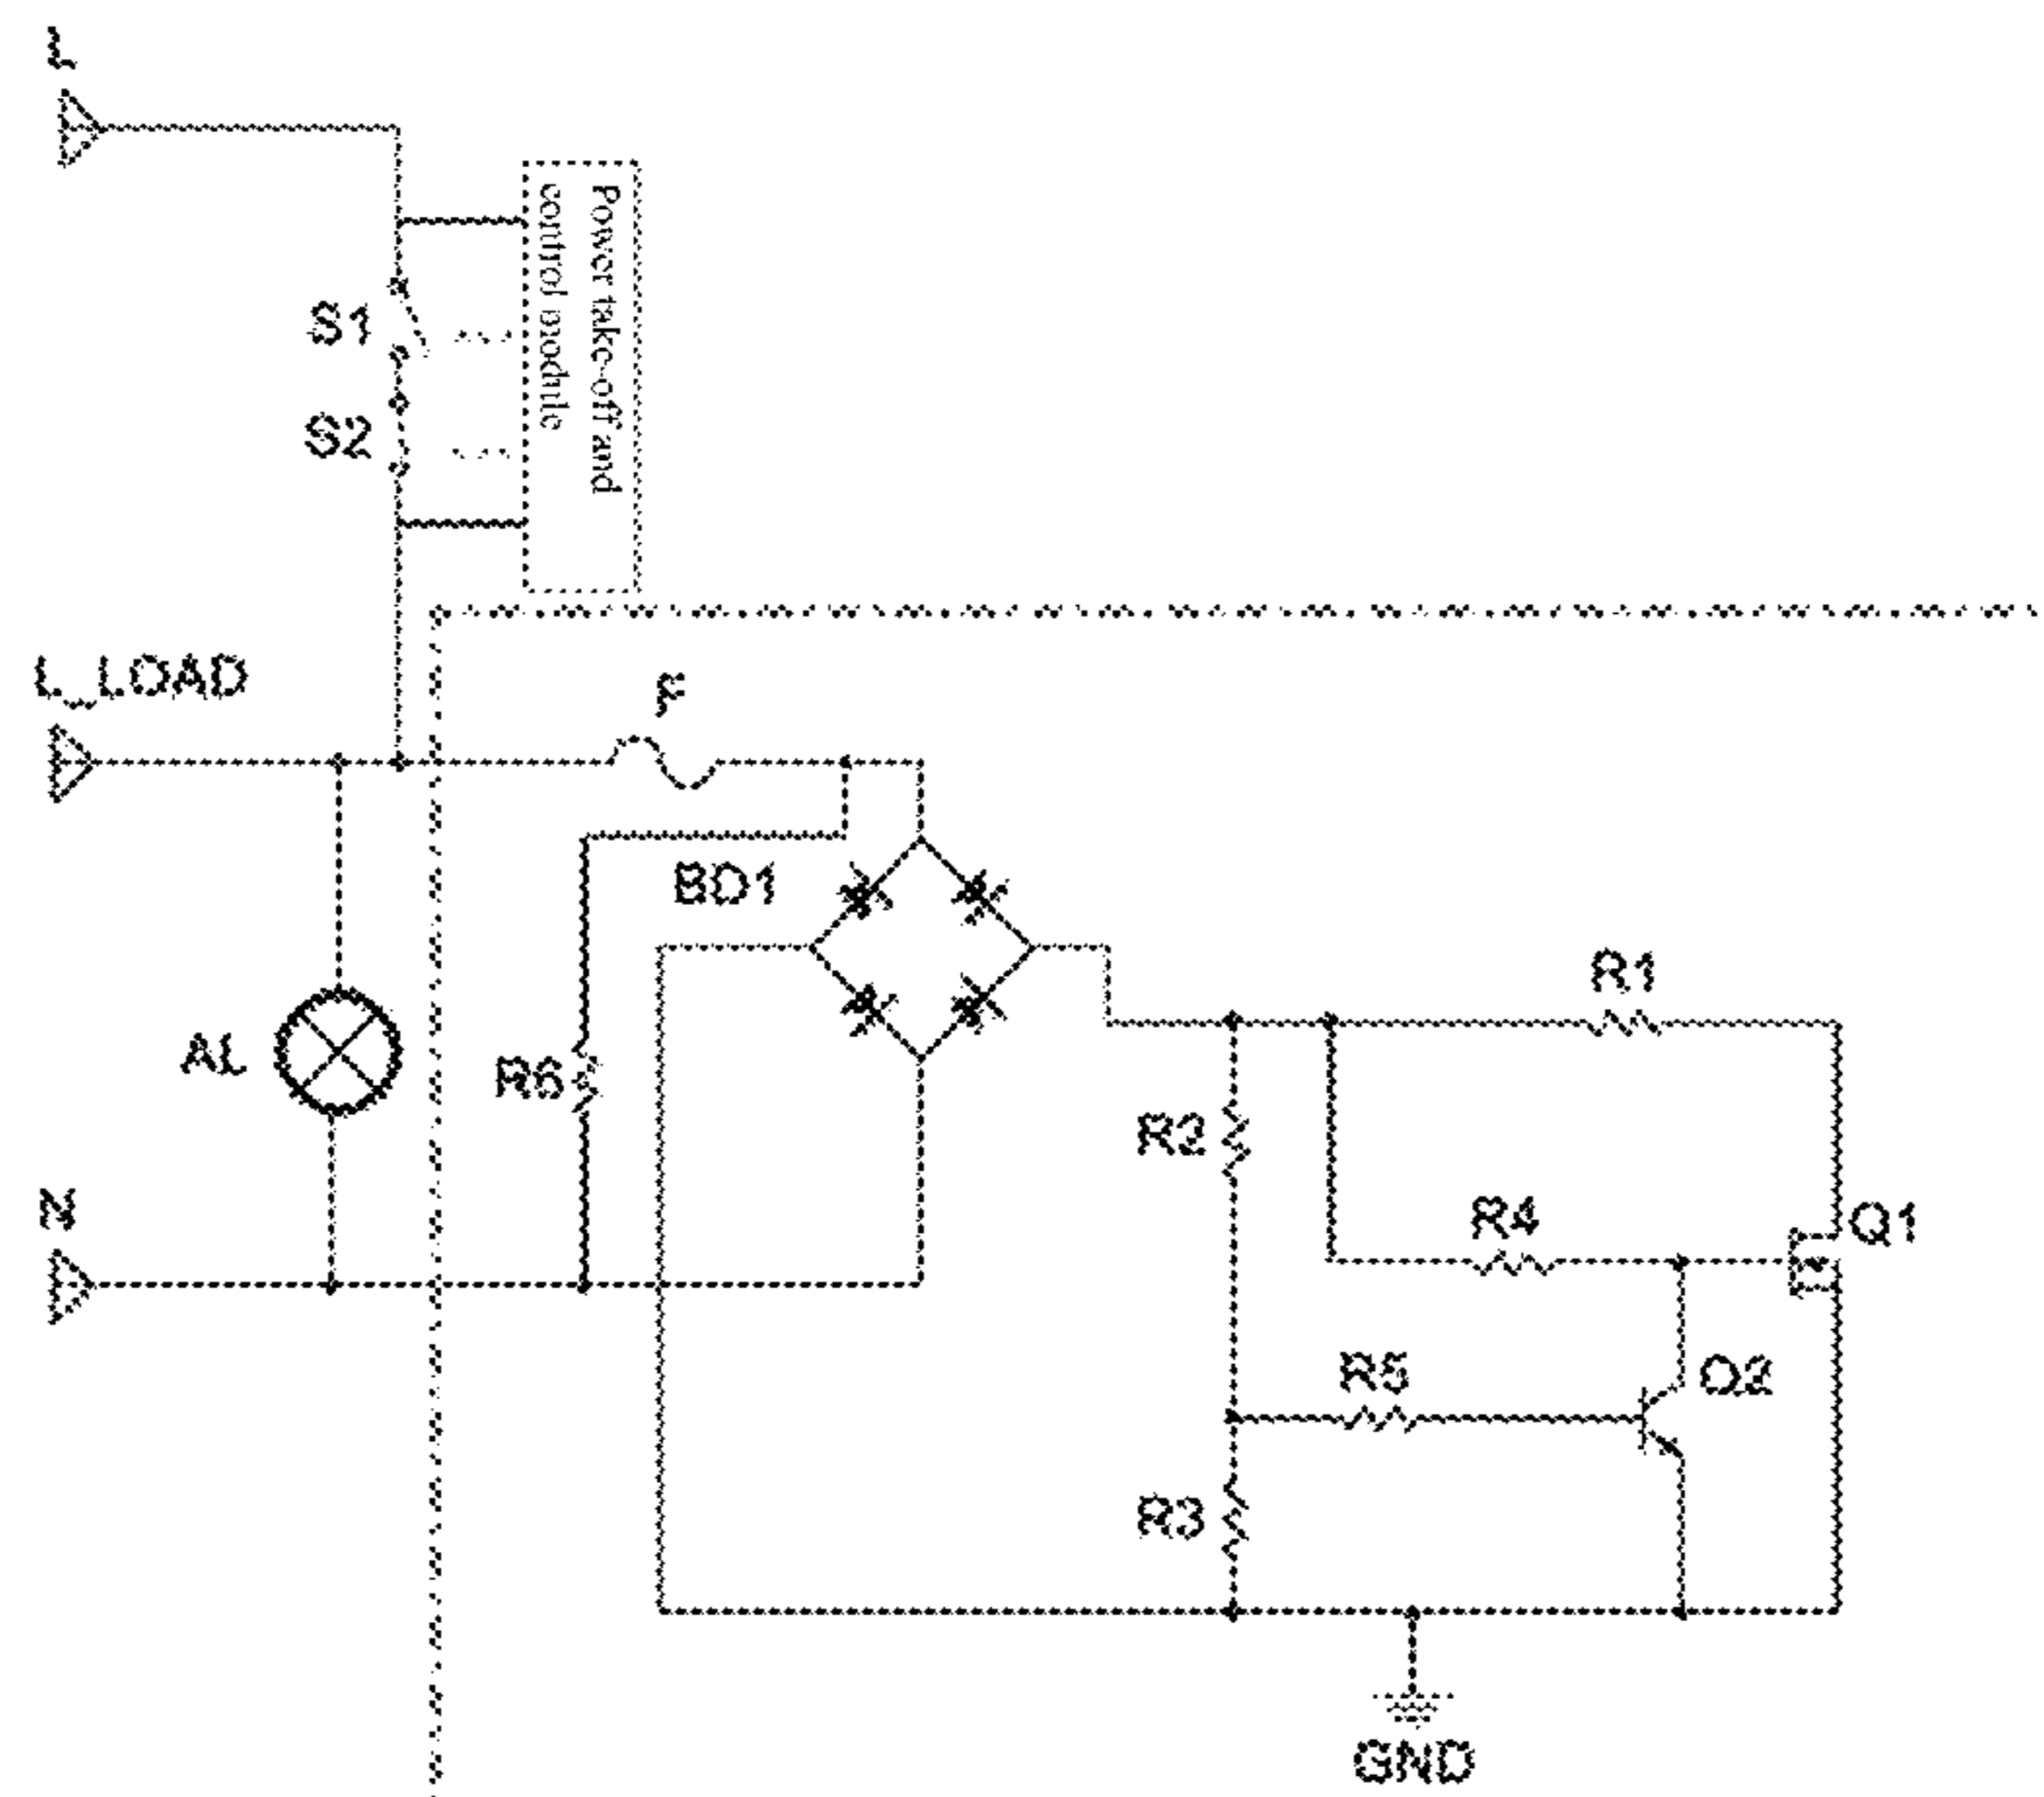 L
Power take-off and
control module
S1
S2
L_LOAD
F
BD1
R1
AL
R6
R2
N
R4
Q1
R5
Q2
R3
GND